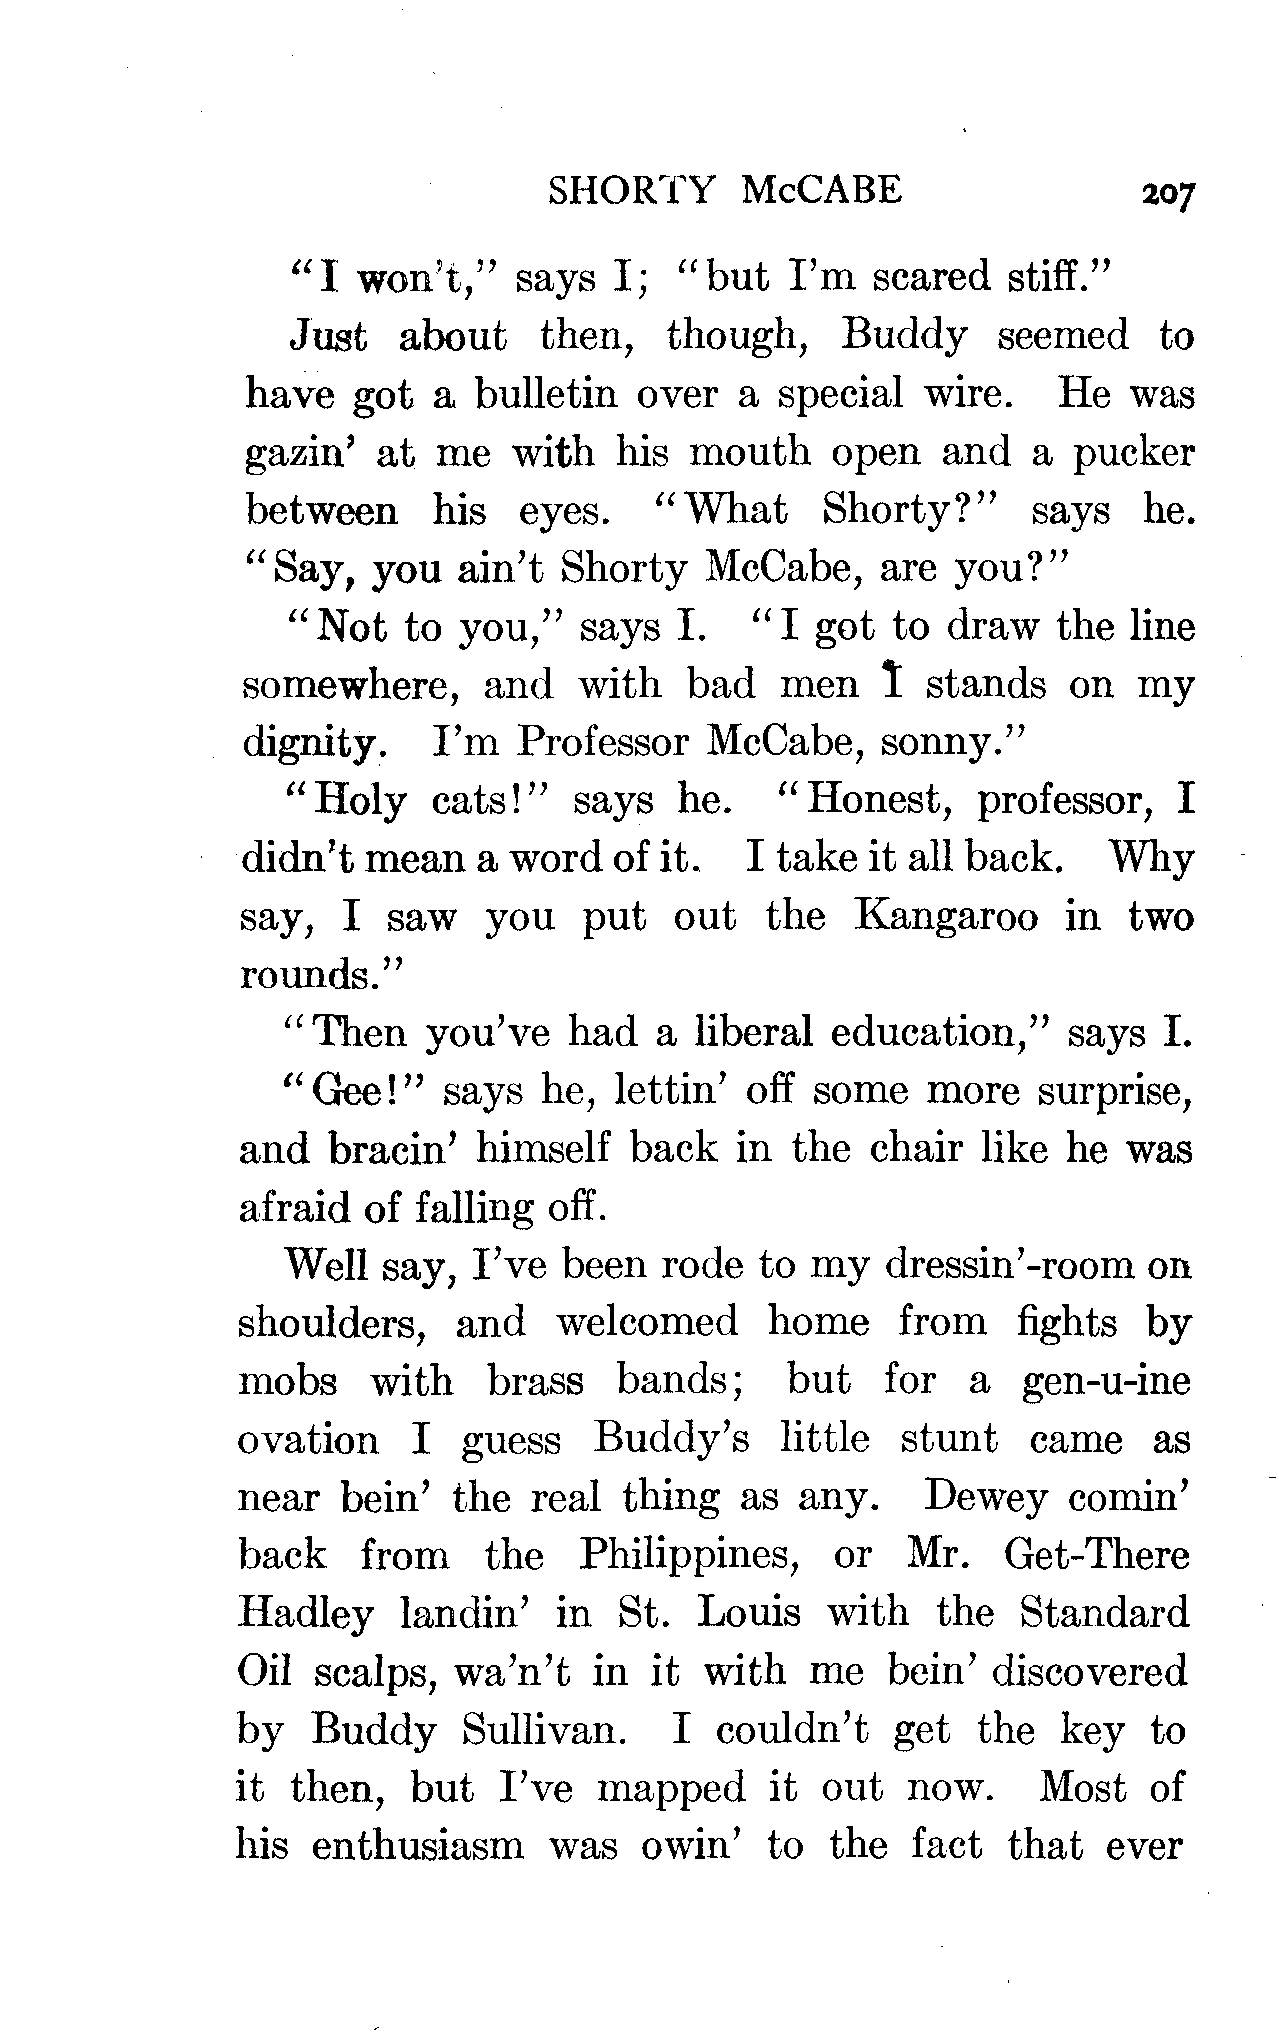 SHORTY McCABE 207
"I won't," says I; "but I'm scared stiff."
Just about then, though, Buddy seemed to
have got a bulletin over a special wire. He was
gazin' at me with his mouth open and a pucker
between his eyes. "What Shorty?" says he.
"Say, you ain't Shorty McCabe, are you?"
"Not to you," says I. "I got to draw the line
somewhere, and with bad men I stands on my
dignity. I'm Professor McCabe, sonny."
"Holy cats!" says he. "Honest, professor, I
didn't mean a word of it. I take it all back. Why
say, I saw you put out the Kangaroo in two
rounds."
"Then you've had a liberal education," says I.
"Gee!" says he, lettin' off some more surprise,
and bracin' himself back in the chair like he was
afraid of falling off.
Well say, I've been rode to my dressin'-room on
shoulders, and welcomed home from fights by
mobs with brass bands; but for a gen-u-ine
ovation I guess Buddy's little stunt came as
near bein' the real thing as any. Dewey comin'
back from the Philippines, or Mr. Get-There
Hadley landin' in St. Louis with the Standard
Oil scalps, wa'n't in it with me bein' discovered
by Buddy Sullivan. I couldn't get the key to
it then, but I've mapped it out now. Most of
his enthusiasm was owin' to the fact that ever